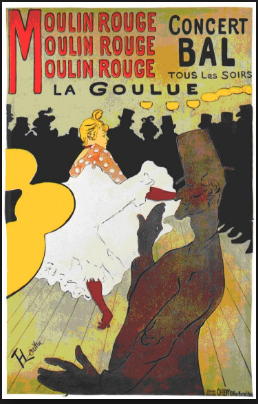 MOULIN ROUGE CONCERT
MOULIN ROUGE BAL
MOULIN ROUGE TOUS Les SOIRS
LA GOULUE